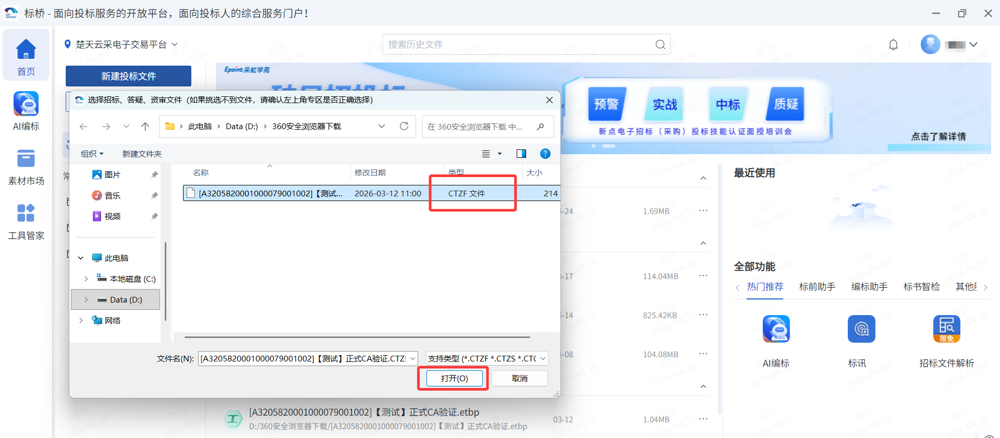 标桥 - 面向投标服务的开放平台，面向投标人的综合服务门户！
首页
AI编标
素材市场
工具管家
楚天云采电子交易平台
搜索历史文件
新建投标文件
Epoint采虹学苑
预警
实战
中标
质疑
新点电子招标（采购）投标技能认证面授培训会
点击了解详情
选择招标、答疑、资审文件（如果挑选不到文件，请确认左上角专区是否正确选择）
此电脑 › Data (D:) › 360安全浏览器下载
在 360安全浏览器下载 中...
组织
新建文件夹
图片
音乐
视频
此电脑
本地磁盘 (C:)
Data (D:)
网络
名称
修改日期
类型
大小
[A3205820001000079001002]【测试...
2026-03-12 11:00
CTZF 文件
214
文件名(N):
[A3205820001000079001002]【测试】正式CA验证.CTZ
支持类型 (*.CTZF *.CTZS *.CT
打开(O)
取消
常
-24
1.69MB
-17
114.04MB
-14
825.42KB
-08
104.08MB
[A3205820001000079001002]【测试】正式CA验证.etbp
D:/360安全浏览器下载/[A3205820001000079001002]【测试】正式CA验证.etbp
03-12
1.04MB
最近使用
全部功能
热门推荐
标前助手
编标助手
标书智检
其他
AI编标
标讯
限免
招标文件解析
2026-04-30